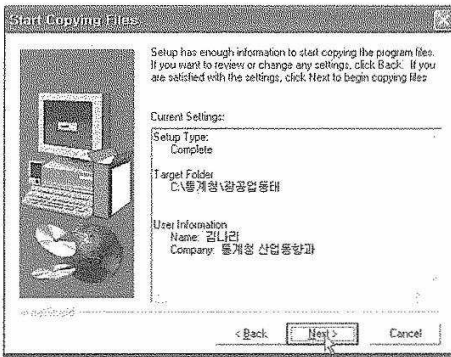 Start Copying Files
Setup has enough information to start copying the program files.
If you want to review or change any settings, click Back. If you
are satisfied with the settings, click Next to begin copying files
Current Settings:
Setup Type:
Complete
Target Folder
C:\통계청\광공업동태
User Information
Name: 김나리
Company: 통계청 산업동향과
< Back
Next >
Cancel